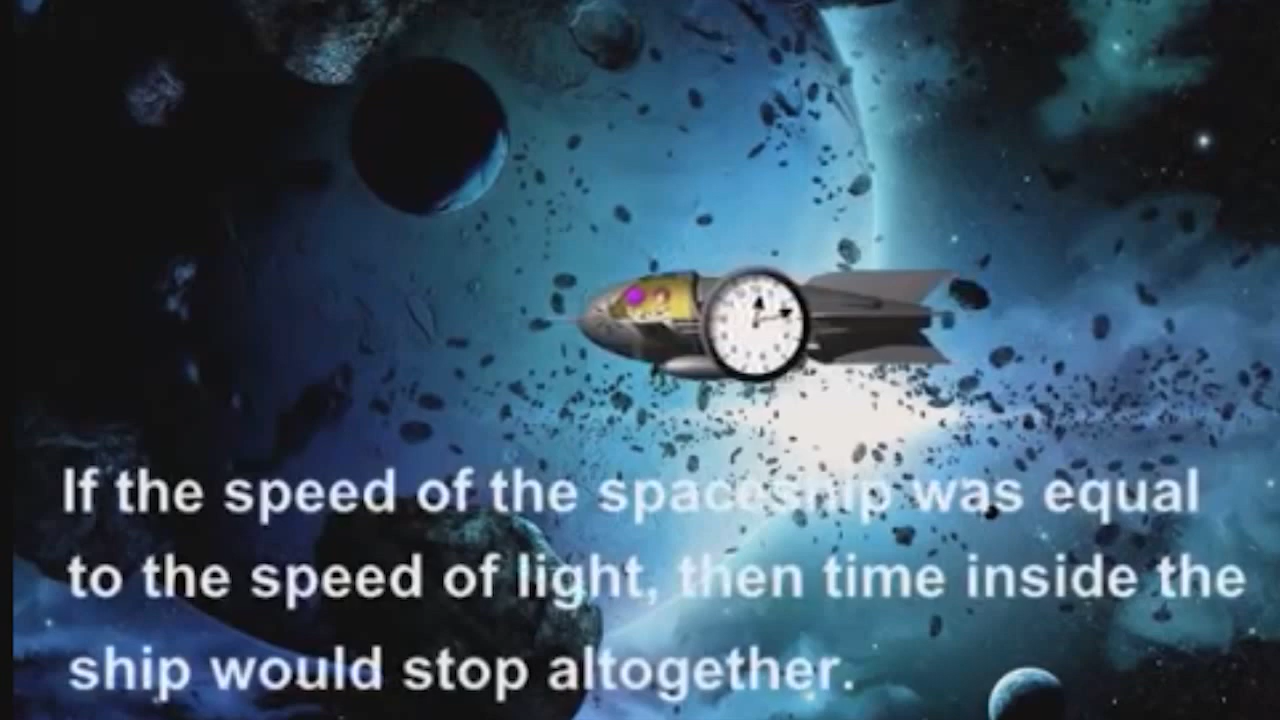 If the speed of the spaceship was equal
to the speed of light, then time inside the
ship would stop altogether.